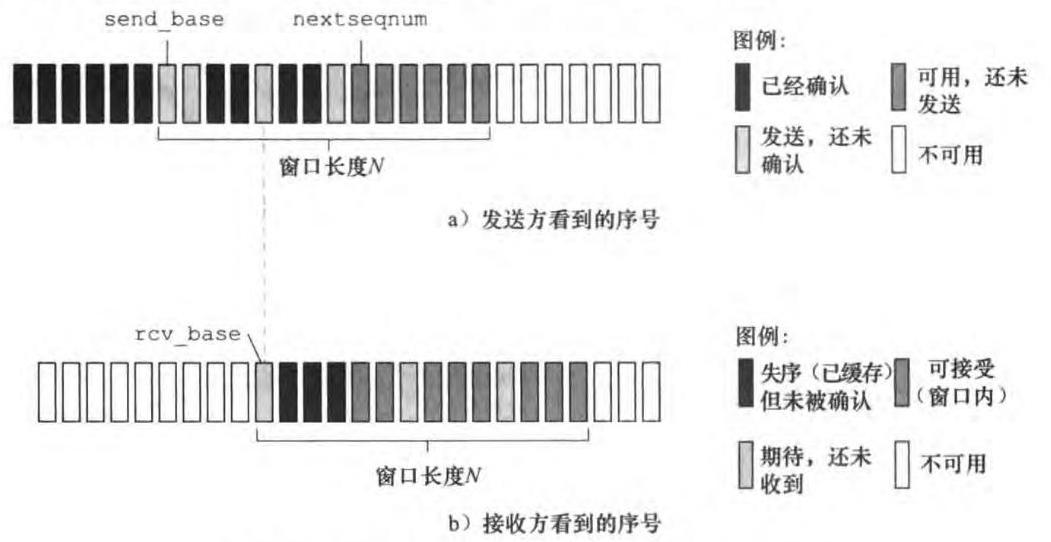 send_base
nextseqnum
窗口长度N
a）发送方看到的序号
图例:
已经确认
可用，还未
发送
发送，还未
确认
不可用
rcv_base
窗口长度N
b）接收方看到的序号
图例:
失序（已缓存）
但未被确认
可接受
（窗口内）
期待，还未
收到
不可用